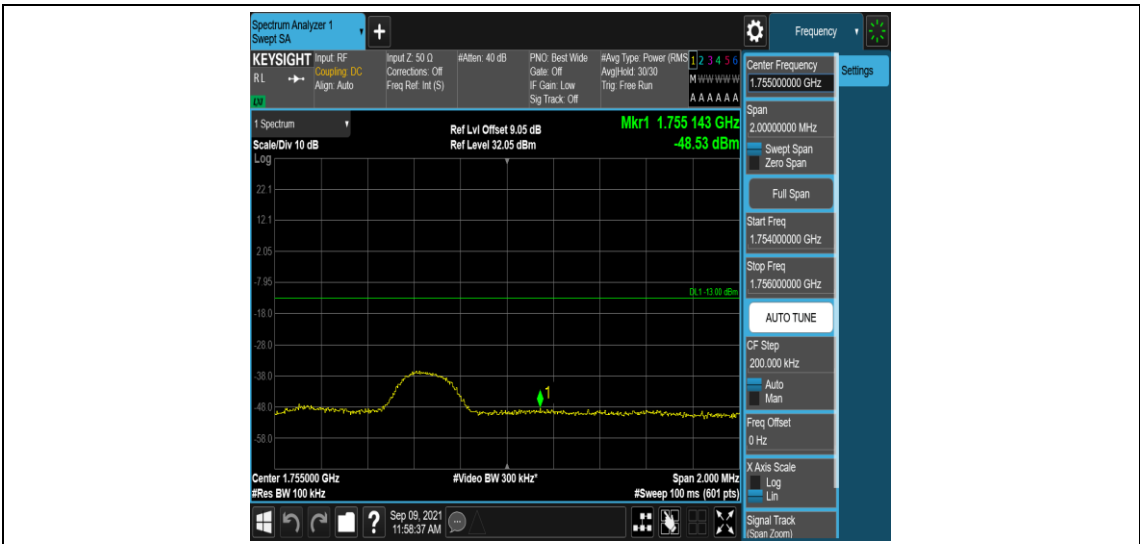 Spectrum Analyzer 1
Swept SA
+
Frequency
KEYSIGHT
RL
Input: RF
Coupling: DC
Align: Auto
Input Z: 50 Ω
Corrections: Off
Freq Ref: Int (S)
#Atten: 40 dB
PNO: Best Wide
Gate: Off
IF Gain: Low
Sig Track: Off
#Avg Type: Power (RMS
Avg|Hold: 30/30
Trig: Free Run
1 2 3 4 5 6
M W W W W W
A A A A A A
LXI
1 Spectrum
Scale/Div 10 dB
Ref Lvl Offset 9.05 dB
Ref Level 32.05 dBm
Mkr1 1.755 143 GHz
-48.53 dBm
Log
22.1
12.1
2.05
-7.95
DL1 -13.00 dBm
-18.0
-28.0
-38.0
-48.0
1
-58.0
Center 1.755000 GHz
#Res BW 100 kHz
#Video BW 300 kHz*
Span 2.000 MHz
#Sweep 100 ms (601 pts)
?
Sep 09, 2021
11:58:37 AM
Center Frequency
1.755000000 GHz
Settings
Span
2.00000000 MHz
Swept Span
Zero Span
Full Span
Start Freq
1.754000000 GHz
Stop Freq
1.756000000 GHz
AUTO TUNE
CF Step
200.000 kHz
Auto
Man
Freq Offset
0 Hz
X Axis Scale
Log
Lin
Signal Track
(Span Zoom)